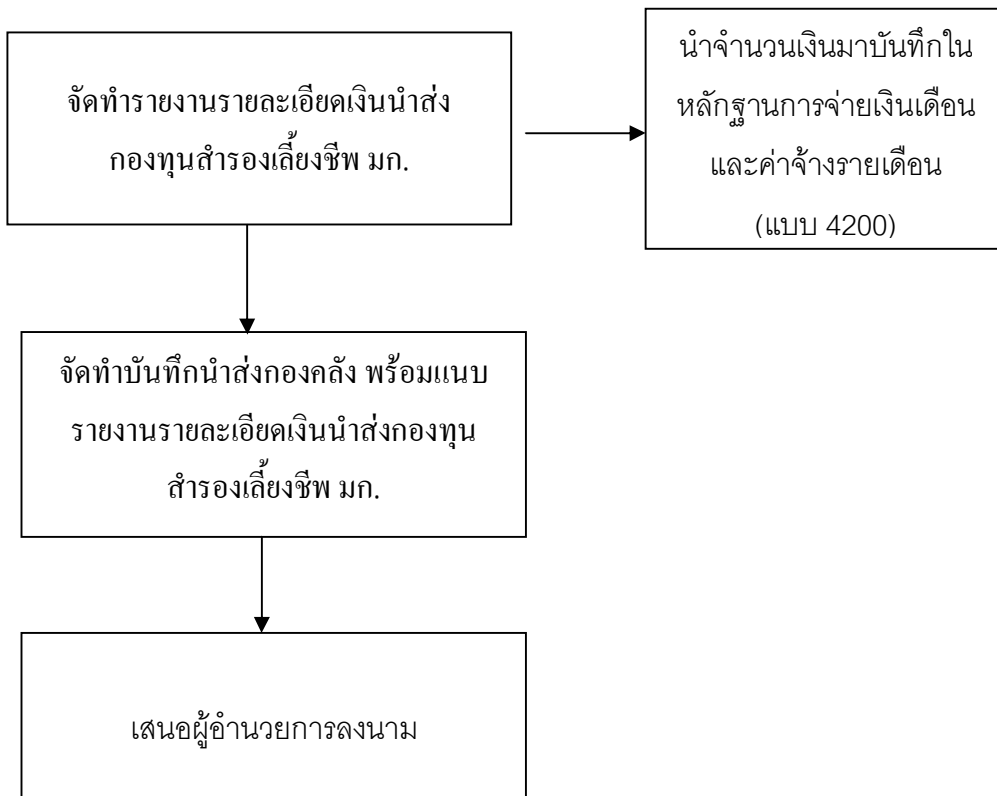 จัดทำรายงานรายละเอียดเงินนำส่ง
กองทุนสำรองเลี้ยงชีพ มก.
นำจำนวนเงินมาบันทึกใน
หลักฐานการจ่ายเงินเดือน
และค่าจ้างรายเดือน
(แบบ 4200)
จัดทำบันทึกนำส่งกองคลัง พร้อมแนบ
รายงานรายละเอียดเงินนำส่งกองทุน
สำรองเลี้ยงชีพ มก.
เสนอผู้อำนวยการลงนาม